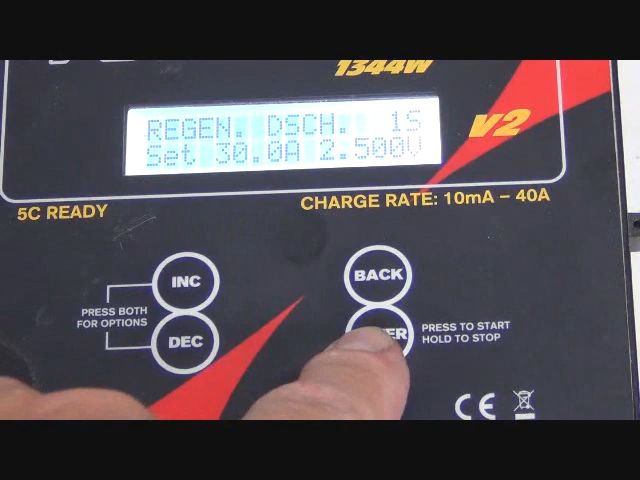 1344W
REGEN. DSCH. 1S
Set 30.0A 2.500V
V2
5C READY
CHARGE RATE: 10mA – 40A
INC
BACK
PRESS BOTH
FOR OPTIONS
PRESS TO START
HOLD TO STOP
DEC
CE